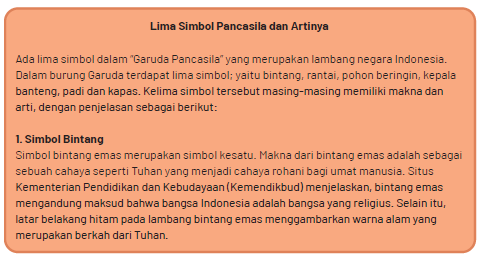 Lima Simbol Pancasila dan Artinya
Ada lima simbol dalam "Garuda Pancasila" yang merupakan lambang negara Indonesia.
Dalam burung Garuda terdapat lima simbol; yaitu bintang, rantai, pohon beringin, kepala
banteng, padi dan kapas. Kelima simbol tersebut masing-masing memiliki makna dan
arti, dengan penjelasan sebagai berikut:
1. Simbol Bintang
Simbol bintang emas merupakan simbol kesatu. Makna dari bintang emas adalah sebagai
sebuah cahaya seperti Tuhan yang menjadi cahaya rohani bagi umat manusia. Situs
Kementerian Pendidikan dan Kebudayaan (Kemendikbud) menjelaskan, bintang emas
mengandung maksud bahwa bangsa Indonesia adalah bangsa yang religius. Selain itu,
latar belakang hitam pada lambang bintang emas menggambarkan warna alam yang
merupakan berkah dari Tuhan.